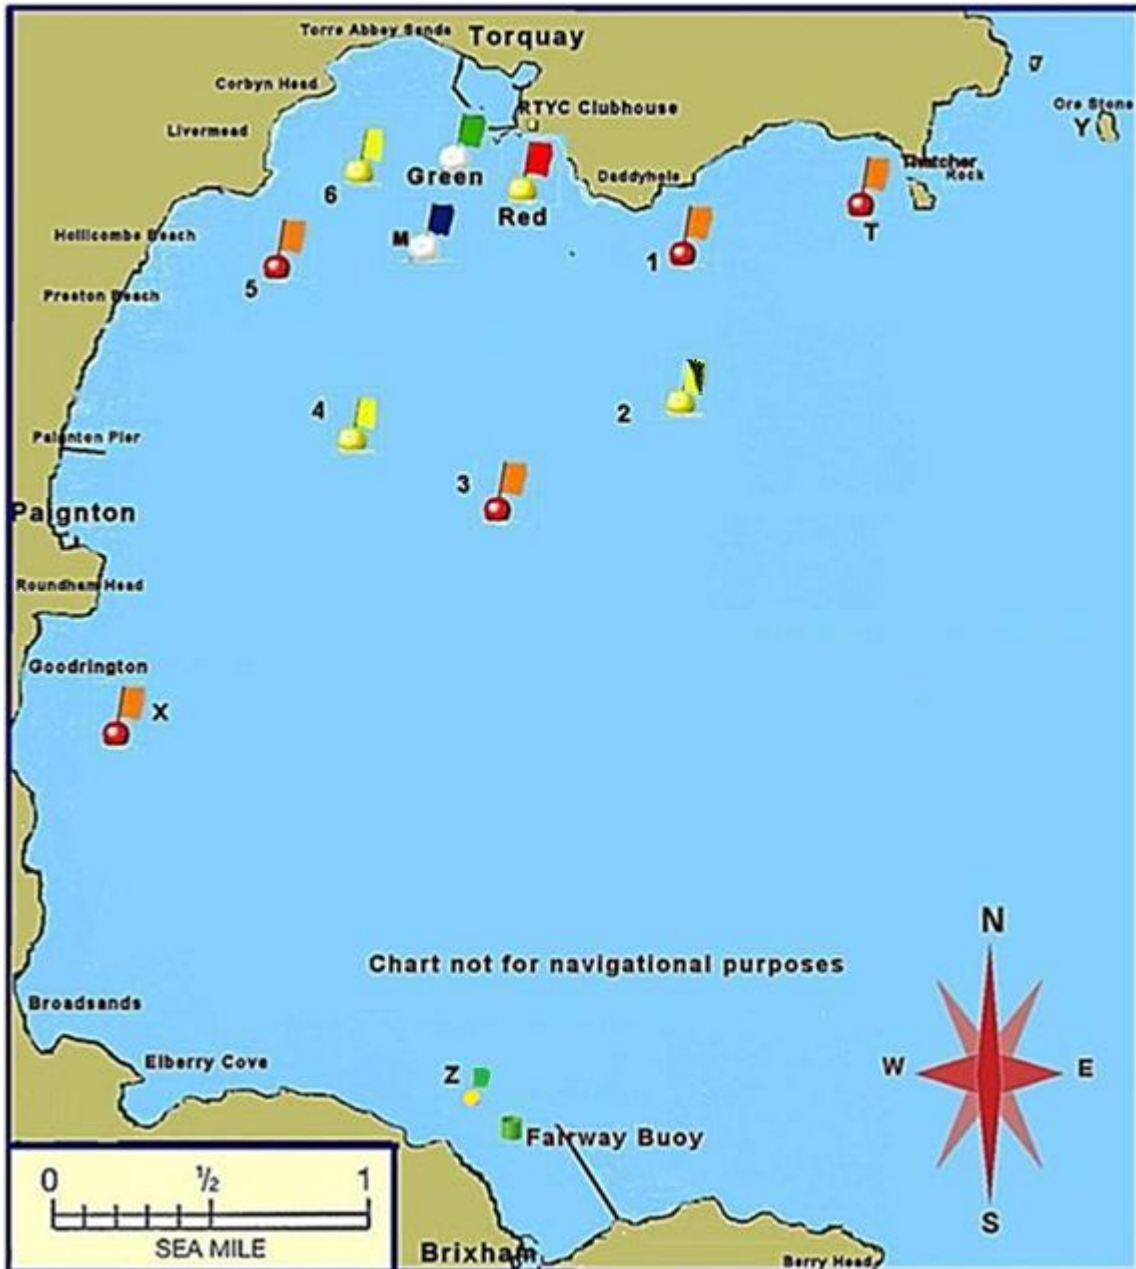 Torre Abbey Sands
Torquay
Corbyn Head
J
RTYC Clubhouse
Ore Stone
Y
Livermead
Thatcher
Rock
Green
Daddyhole
6
Red
T
M
Hollicombe Beach
1
5
Preston Beach
4
2
Paignton Pier
3
Paignton
Roundham Head
Goodrington
X
N
Chart not for navigational purposes
Broadsands
Elberry Cove
W
E
Z
Fairway Buoy
0
½
1
S
SEA MILE
Brixham
Berry Head